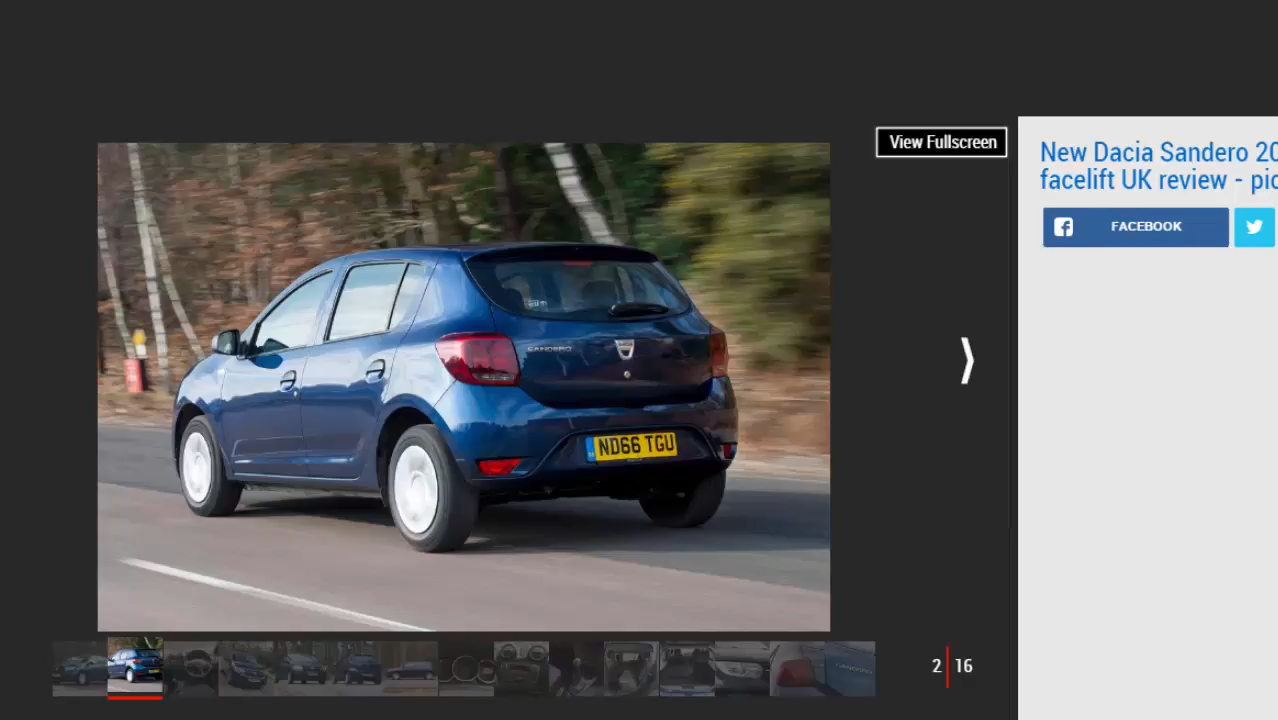 View Fullscreen
New Dacia Sandero 20
facelift UK review - pic
FACEBOOK
SANDERO
ND66 TGU
2 16